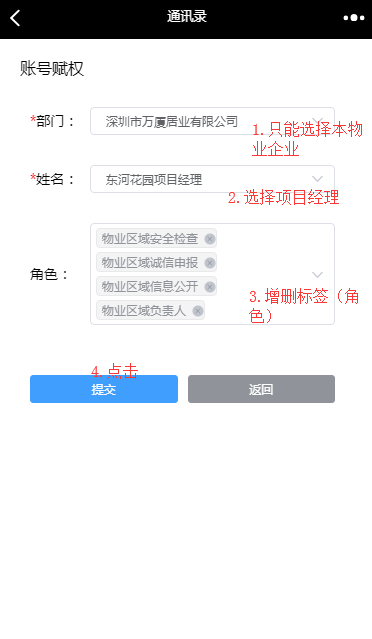 通讯录
账号赋权
*部门：
深圳市万厦居业有限公司
1.只能选择本物
业企业
*姓名：
东河花园项目经理
2.选择项目经理
角色：
物业区域安全检查
物业区域诚信申报
物业区域信息公开
物业区域负责人
3.增删标签（角
色）
4.点击
提交
返回